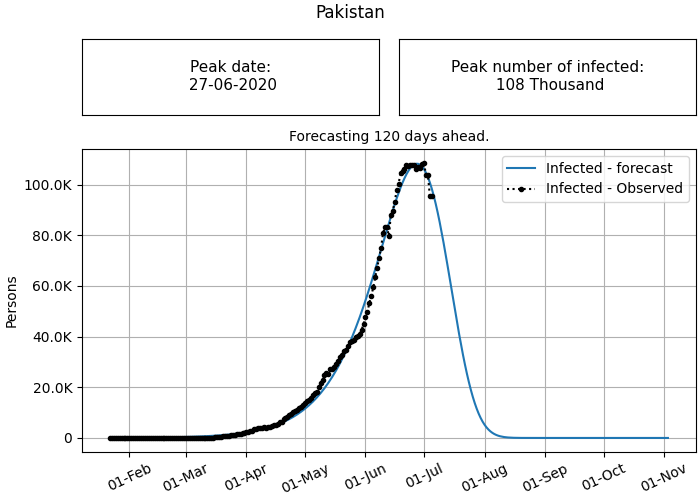 Pakistan
Peak date:
27-06-2020
Peak number of infected:
108 Thousand
Forecasting 120 days ahead.
Infected - forecast
Infected - Observed
Persons
100.0K
80.0K
60.0K
40.0K
20.0K
0
01-Feb
01-Mar
01-Apr
01-May
01-Jun
01-Jul
01-Aug
01-Sep
01-Oct
01-Nov